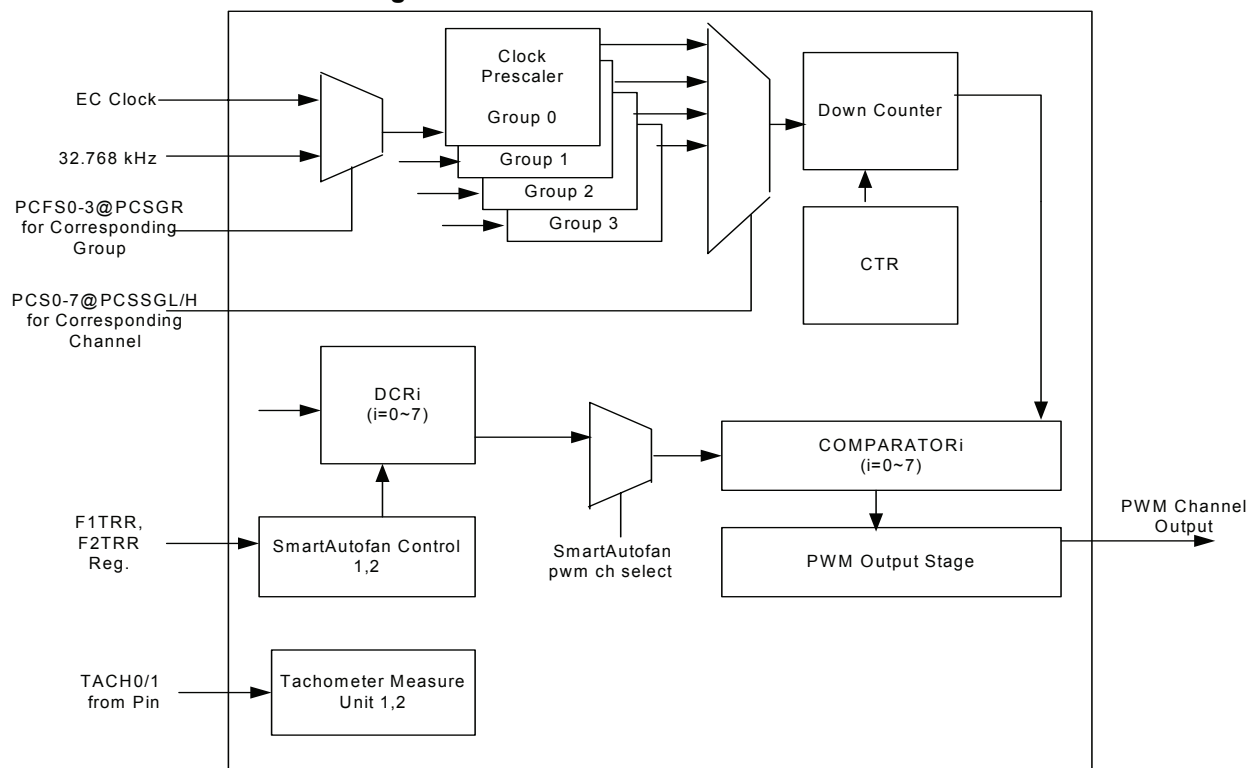 Clock
Prescaler
Group 0
Group 1
Group 2
Group 3
EC Clock
32.768 kHz
PCFS0-3@PCSGR
for Corresponding
Group
PCS0-7@PCSSGL/H
for Corresponding
Channel
Down Counter
CTR
DCRi
(i=0~7)
COMPARATORi
(i=0~7)
F1TRR,
F2TRR
Reg.
SmartAutofan Control
1,2
SmartAutofan
pwm ch select
PWM Output Stage
PWM Channel
Output
TACH0/1
from Pin
Tachometer Measure
Unit 1,2